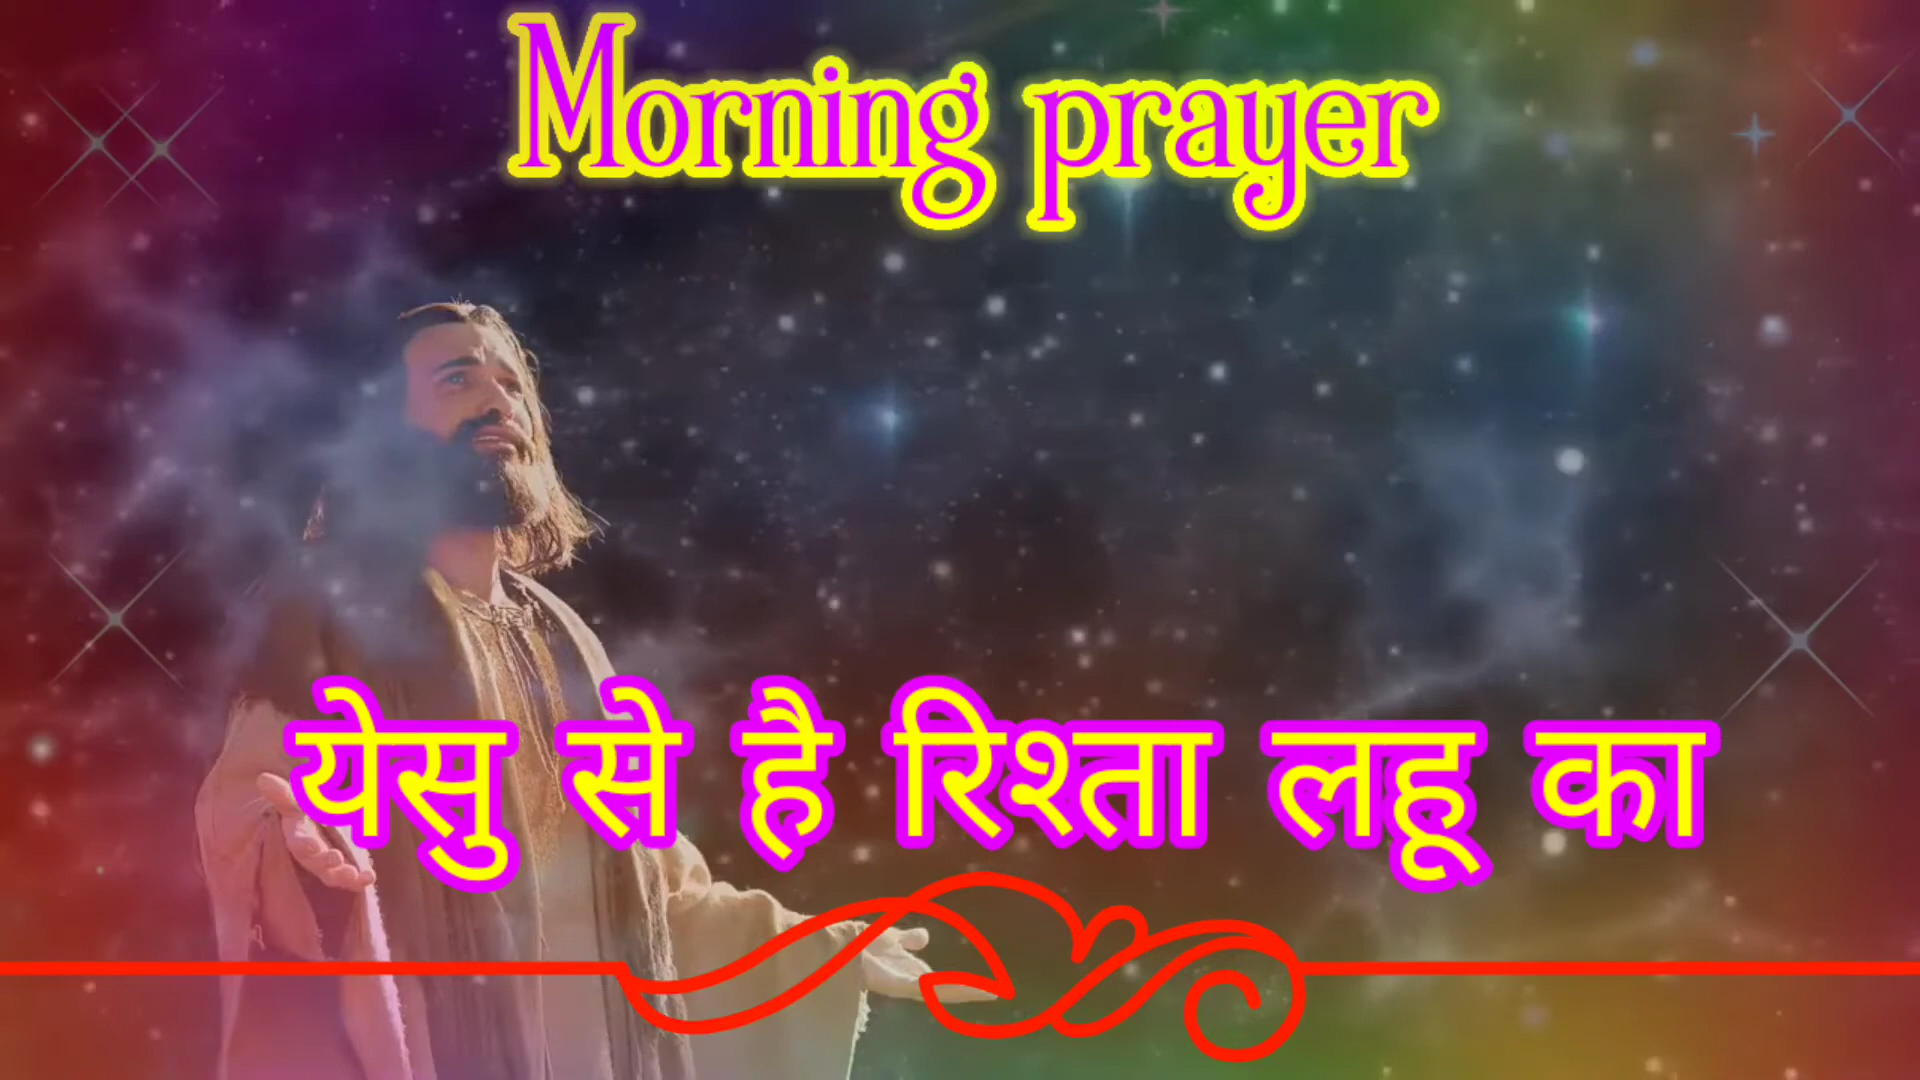 Morning prayer
येसु से है रिश्ता लहू का